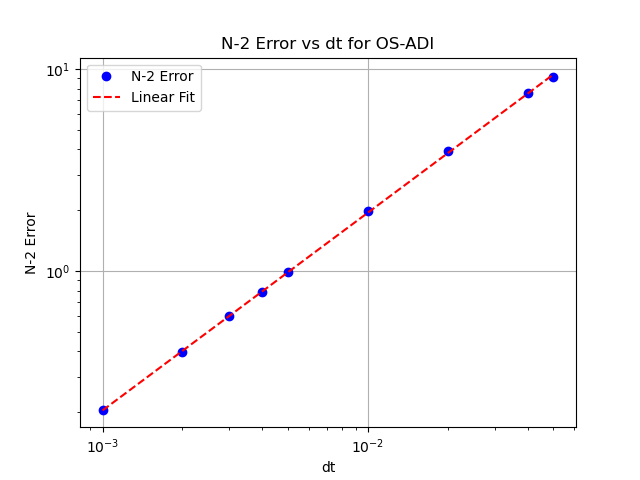 N-2 Error vs dt for OS-ADI
N-2 Error
Linear Fit
10¹
10⁰
N-2 Error
10⁻³
10⁻²
dt